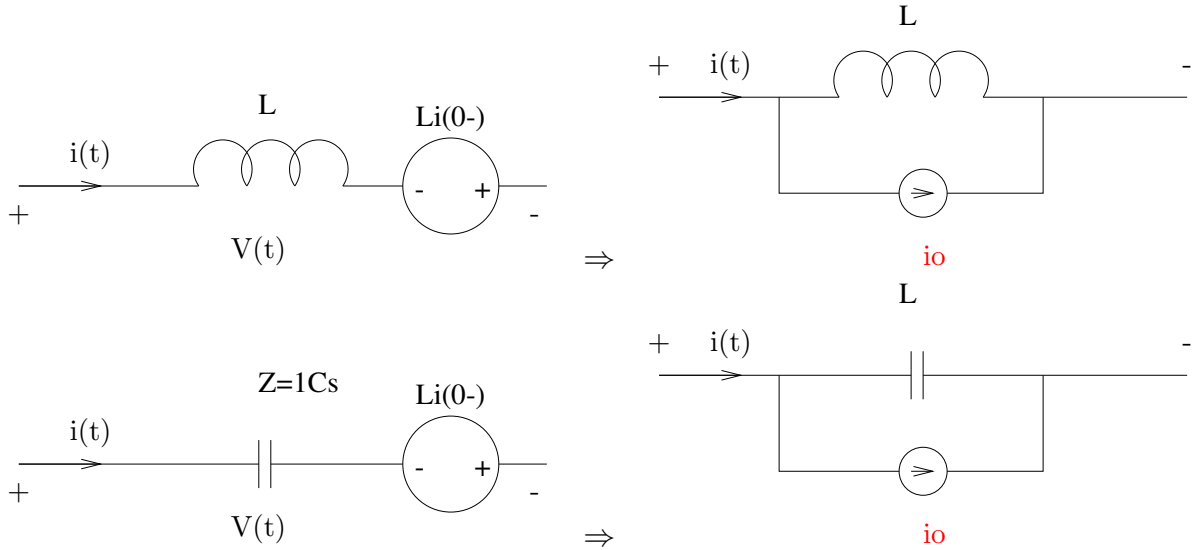 L
+ i(t) -
L
Li(0-)
i(t)
- +
+ -
V(t)
⇒
io
L
+ i(t) -
Z=1Cs
Li(0-)
i(t)
- +
+ -
V(t)
⇒
io